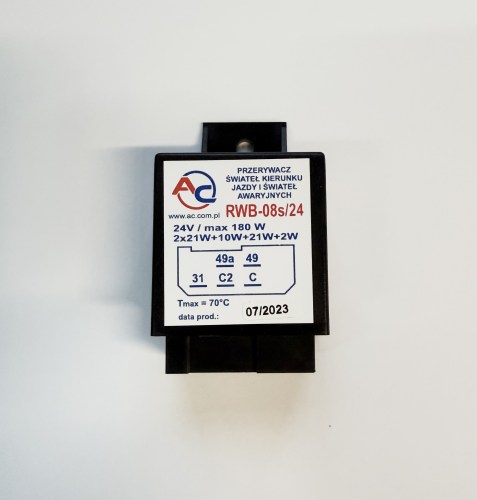 PRZERYWACZ
ŚWIATEŁ KIERUNKU
JAZDY I ŚWIATEŁ
AWARYJNYCH
AC
www.ac.com.pl
RWB-08s/24
24V / max 180 W
2x21W+10W+21W+2W
49a 49
31 C2 C
Tmax = 70°C
data prod.: 07/2023